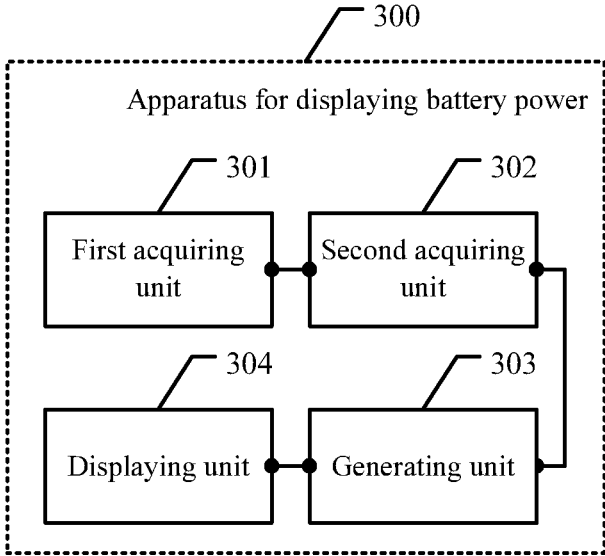 300
Apparatus for displaying battery power
301
302
First acquiring
unit
Second acquiring
unit
304
303
Displaying unit
Generating unit